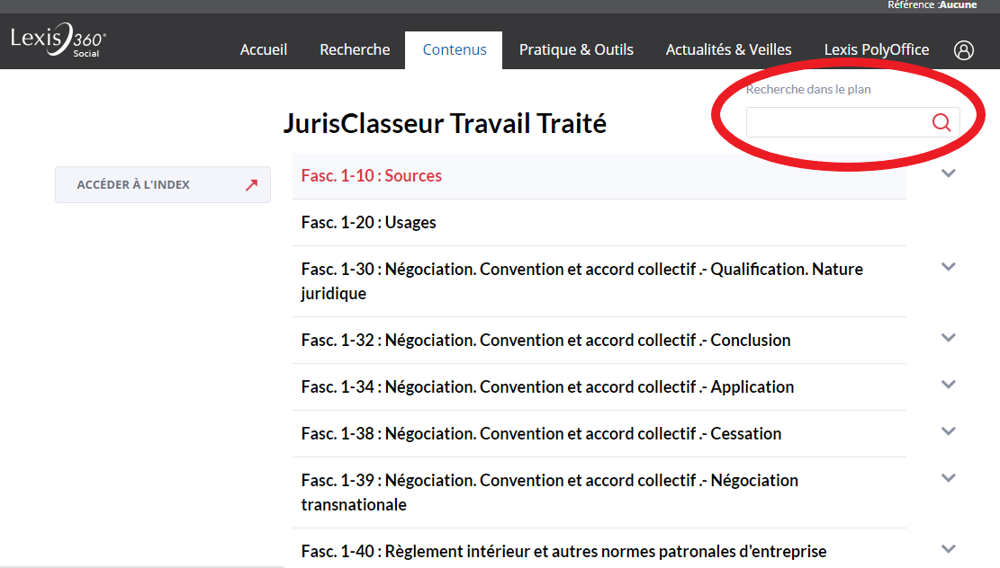 Référence :Aucune
Lexis 360°
Social
Accueil Recherche Contenus Pratique & Outils Actualités & Veilles Lexis PolyOffice
Recherche dans le plan
JurisClasseur Travail Traité
ACCÉDER À L'INDEX
Fasc. 1-10 : Sources
Fasc. 1-20 : Usages
Fasc. 1-30 : Négociation. Convention et accord collectif .- Qualification. Nature
juridique
Fasc. 1-32 : Négociation. Convention et accord collectif .- Conclusion
Fasc. 1-34 : Négociation. Convention et accord collectif .- Application
Fasc. 1-38 : Négociation. Convention et accord collectif .- Cessation
Fasc. 1-39 : Négociation. Convention et accord collectif .- Négociation
transnationale
Fasc. 1-40 : Règlement intérieur et autres normes patronales d'entreprise